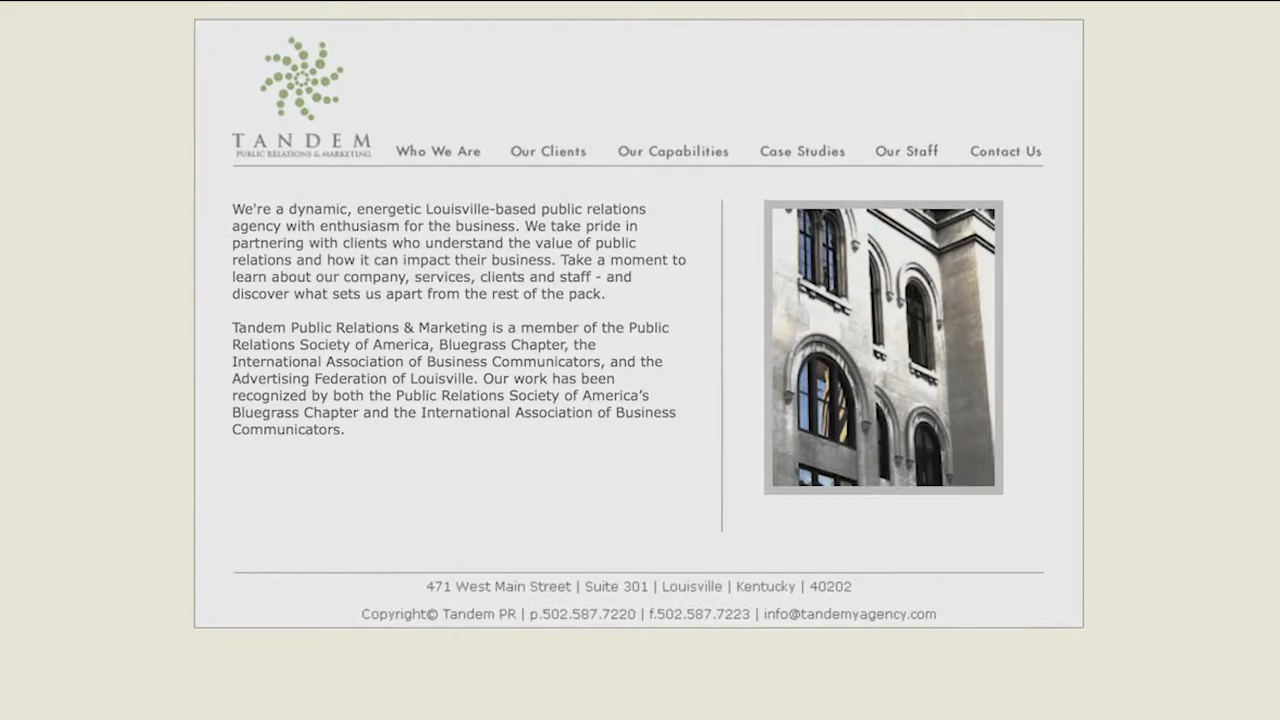 TANDEM
PUBLIC RELATIONS & MARKETING
Who We Are Our Clients Our Capabilities Case Studies Our Staff Contact Us
We're a dynamic, energetic Louisville-based public relations
agency with enthusiasm for the business. We take pride in
partnering with clients who understand the value of public
relations and how it can impact their business. Take a moment to
learn about our company, services, clients and staff - and
discover what sets us apart from the rest of the pack.
Tandem Public Relations & Marketing is a member of the Public
Relations Society of America, Bluegrass Chapter, the
International Association of Business Communicators, and the
Advertising Federation of Louisville. Our work has been
recognized by both the Public Relations Society of America’s
Bluegrass Chapter and the International Association of Business
Communicators.
471 West Main Street | Suite 301 | Louisville | Kentucky | 40202
Copyright© Tandem PR | p.502.587.7220 | f.502.587.7223 | info@tandemyagency.com